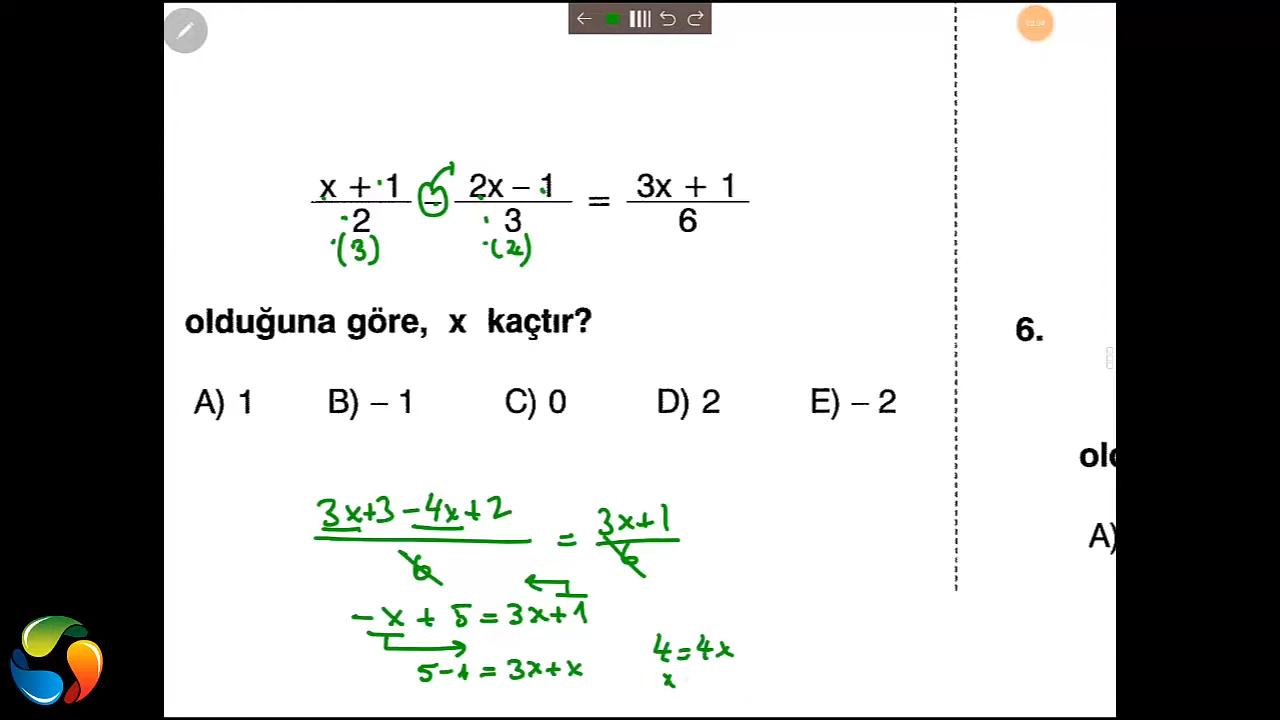 x + 1 / 2 - 2x - 1 / 3 = 3x + 1 / 6
(3) (2)
olduğuna göre, x kaçtır?
A) 1 B) – 1 C) 0 D) 2 E) – 2
3x+3-4x+2 / 6 = 3x+1 / 6
-x + 5 = 3x+1
5-1 = 3x+x
4=4x
x
6.
olo
A)